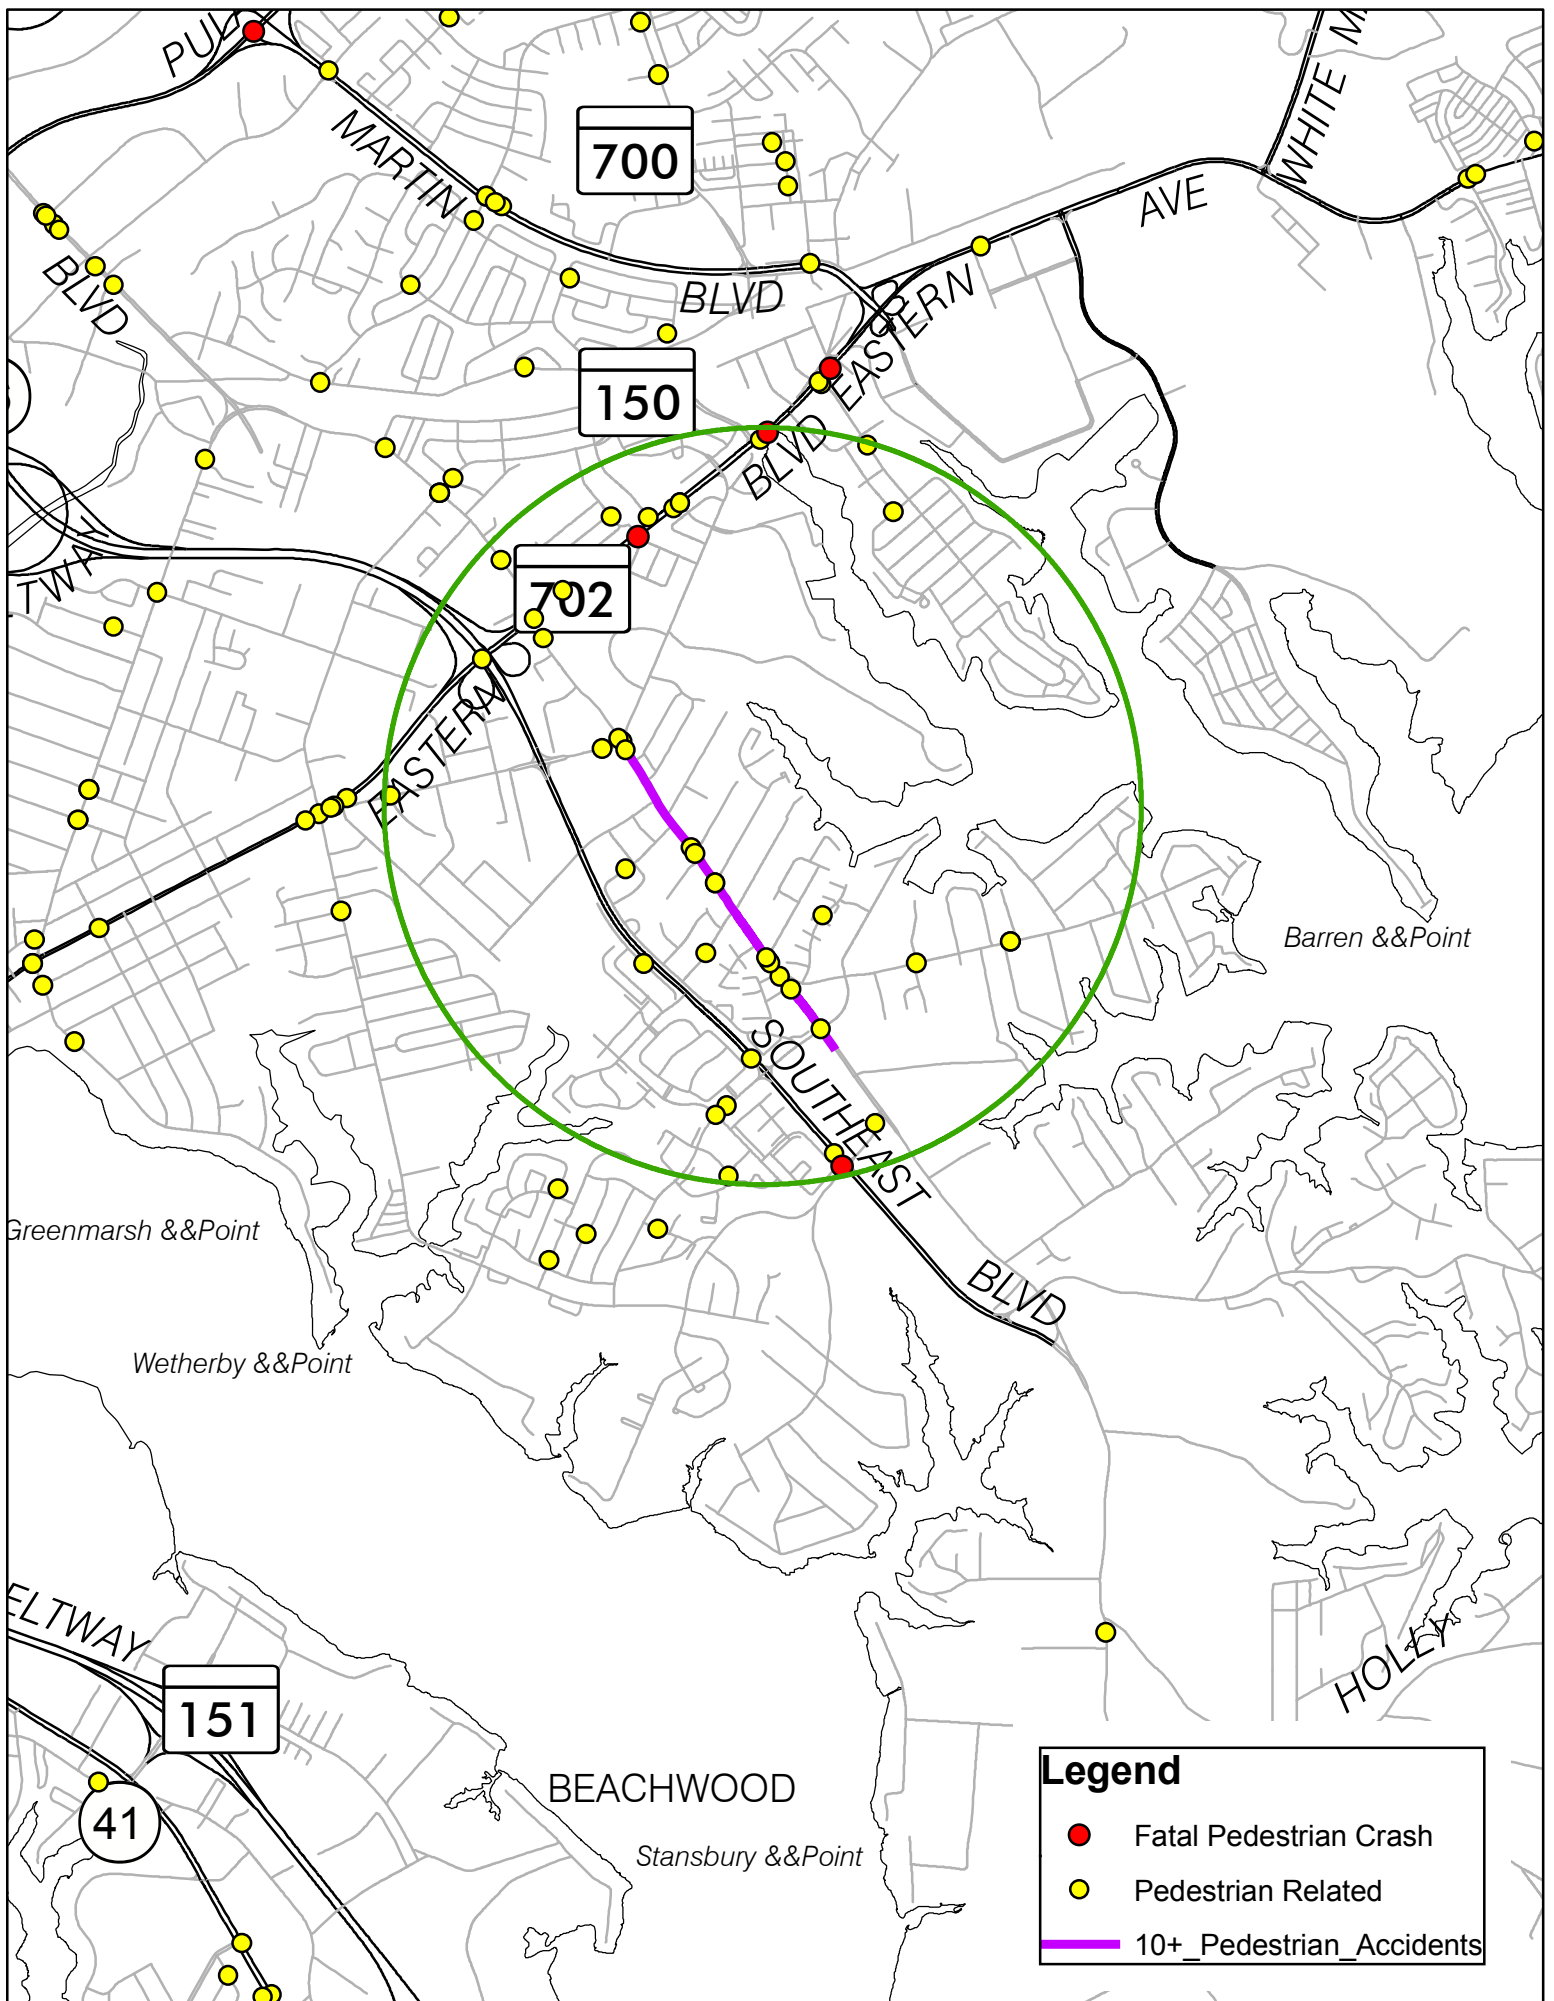 MARTIN
700
WHITE
AVE
BLVD
BLVD
EASTERN
150
BLVD
TWAY
702
EASTERN
Barren &&Point
SOUTHEAST
Greenmarsh &&Point
BLVD
Wetherby &&Point
ELTWAY
HOLLY
151
Legend
BEACHWOOD
41
Fatal Pedestrian Crash
Stansbury &&Point
Pedestrian Related
10+_Pedestrian_Accidents